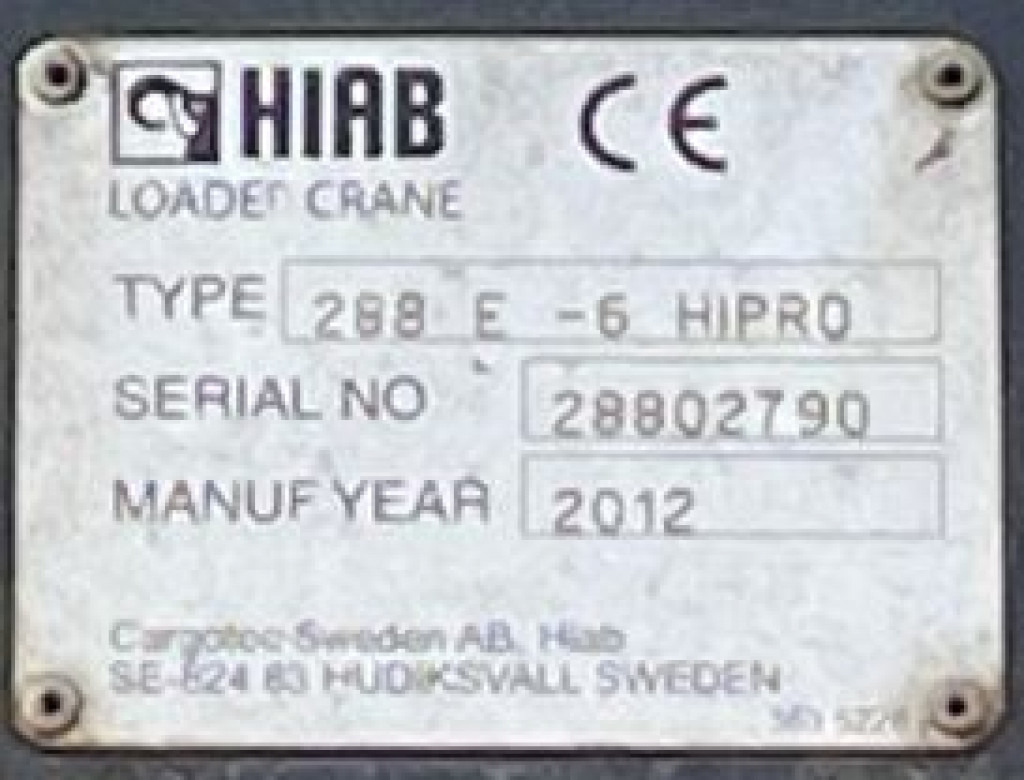 HIAB CE
LOADER CRANE
TYPE 288 E -6 HIPRO
SERIAL NO 28802790
MANUF YEAR 2012
Cargotec Sweden AB, Hiab
SE-824 83 HUDIKSVALL SWEDEN